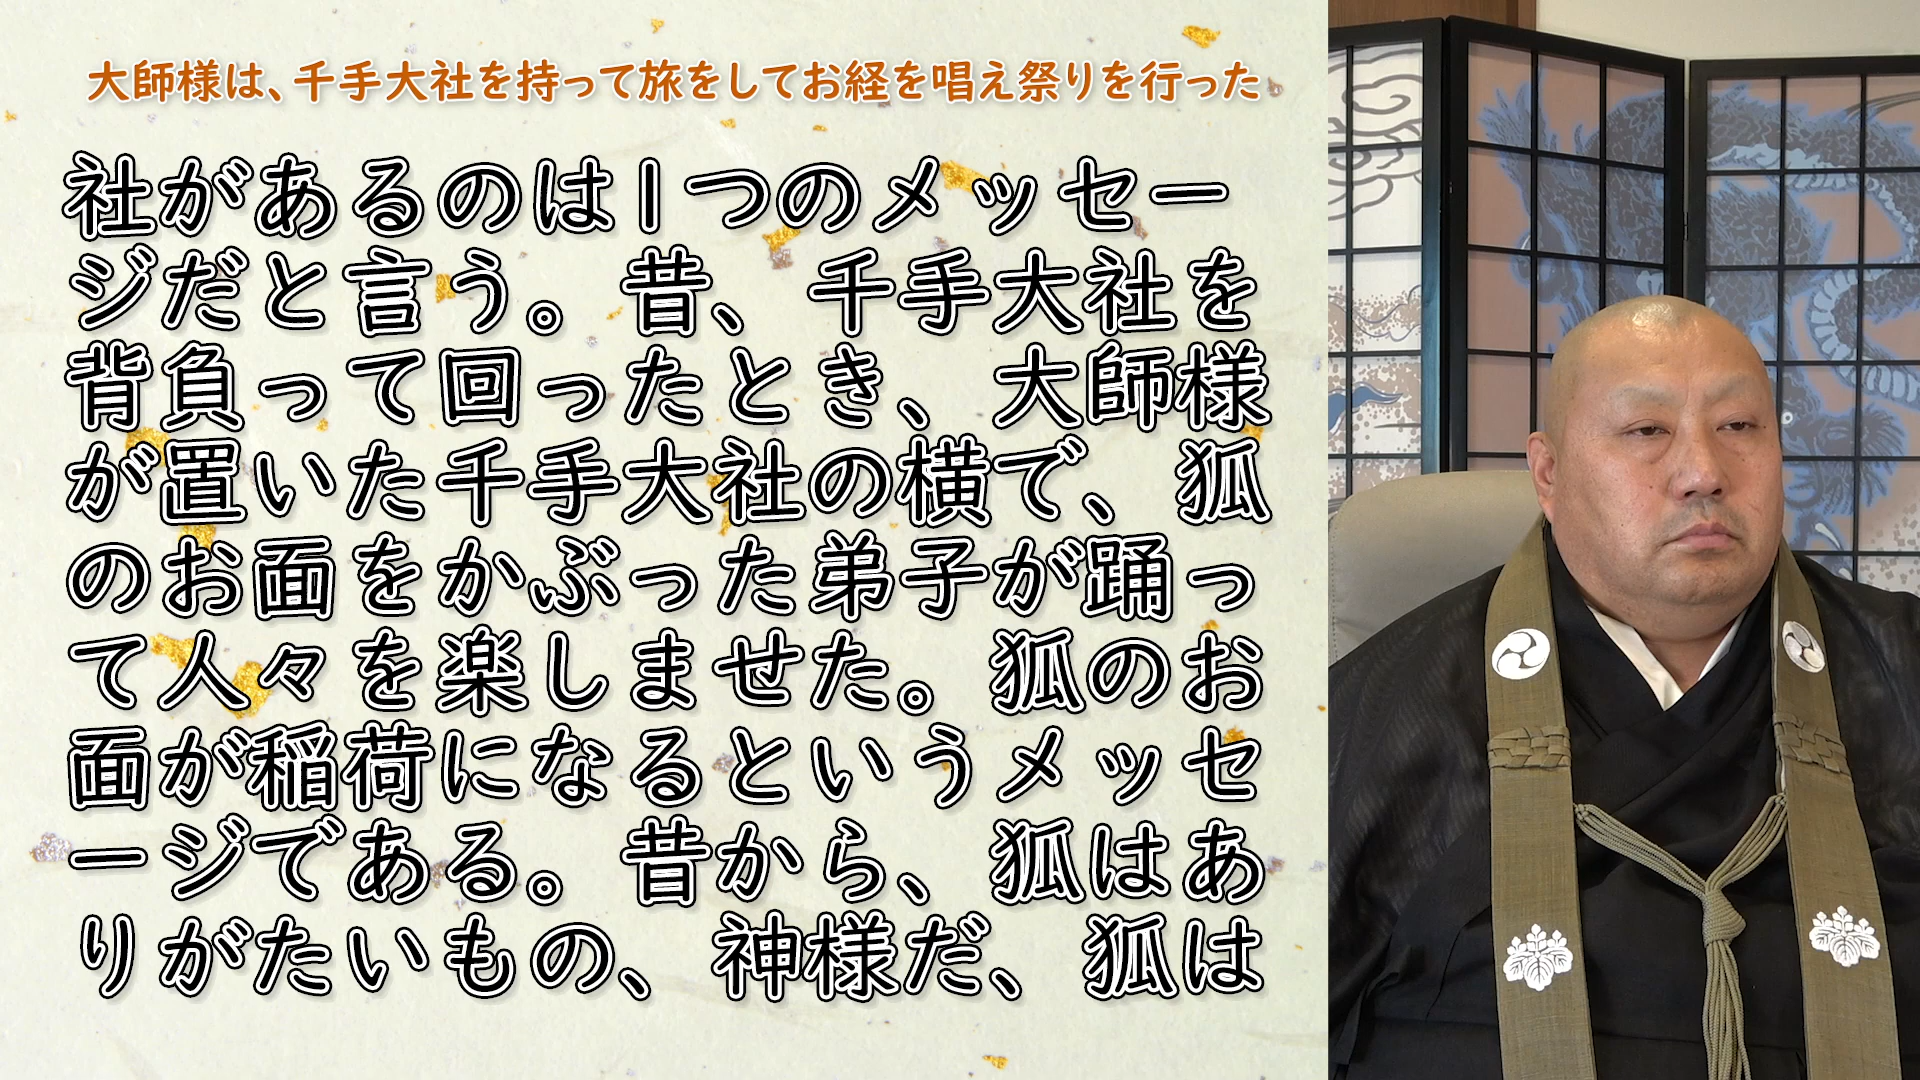 大師様は、千手大社を持って旅をしてお経を唱え祭りを行った
社があるのは1つのメッセー
ジだと言う。昔、千手大社を
背負って回ったとき、大師様
が置いた千手大社の横で、狐
のお面をかぶった弟子が踊っ
て人々を楽しませた。狐のお
面が稲荷になるというメッセ
ージである。昔から、狐はあ
りがたいもの、神様だ、狐は